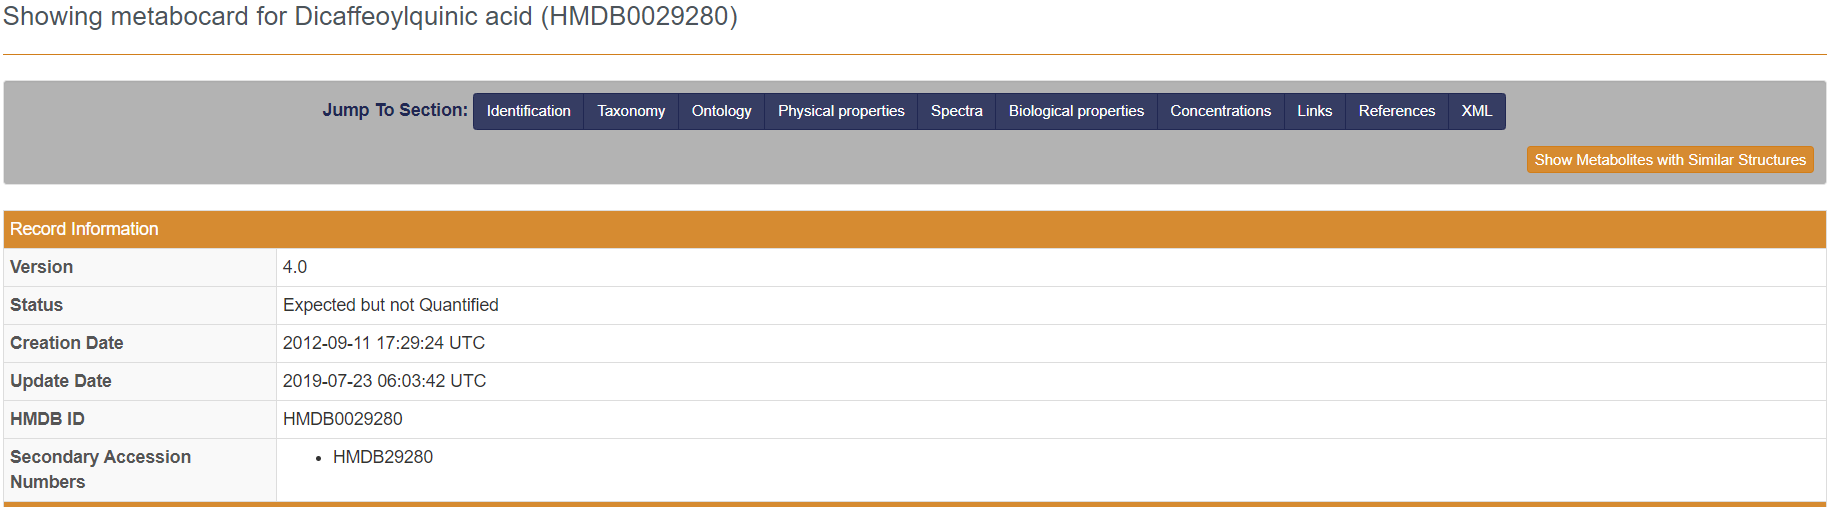 Showing metabocard for Dicaffeoylquinic acid (HMDB0029280)
Jump To Section: Identification Taxonomy Ontology Physical properties Spectra Biological properties Concentrations Links References XML
Show Metabolites with Similar Structures
Record Information
Version 4.0
Status Expected but not Quantified
Creation Date 2012-09-11 17:29:24 UTC
Update Date 2019-07-23 06:03:42 UTC
HMDB ID HMDB0029280
Secondary Accession Numbers
• HMDB29280